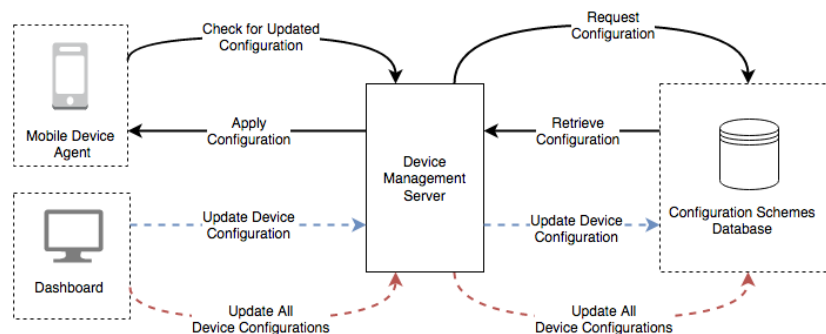 Check for Updated
Configuration
Request
Configuration
Mobile Device
Agent
Apply
Configuration
Device
Management
Server
Retrieve
Configuration
Configuration Schemes
Database
Update Device
Configuration
Update Device
Configuration
Dashboard
Update All
Device Configurations
Update All
Device Configurations